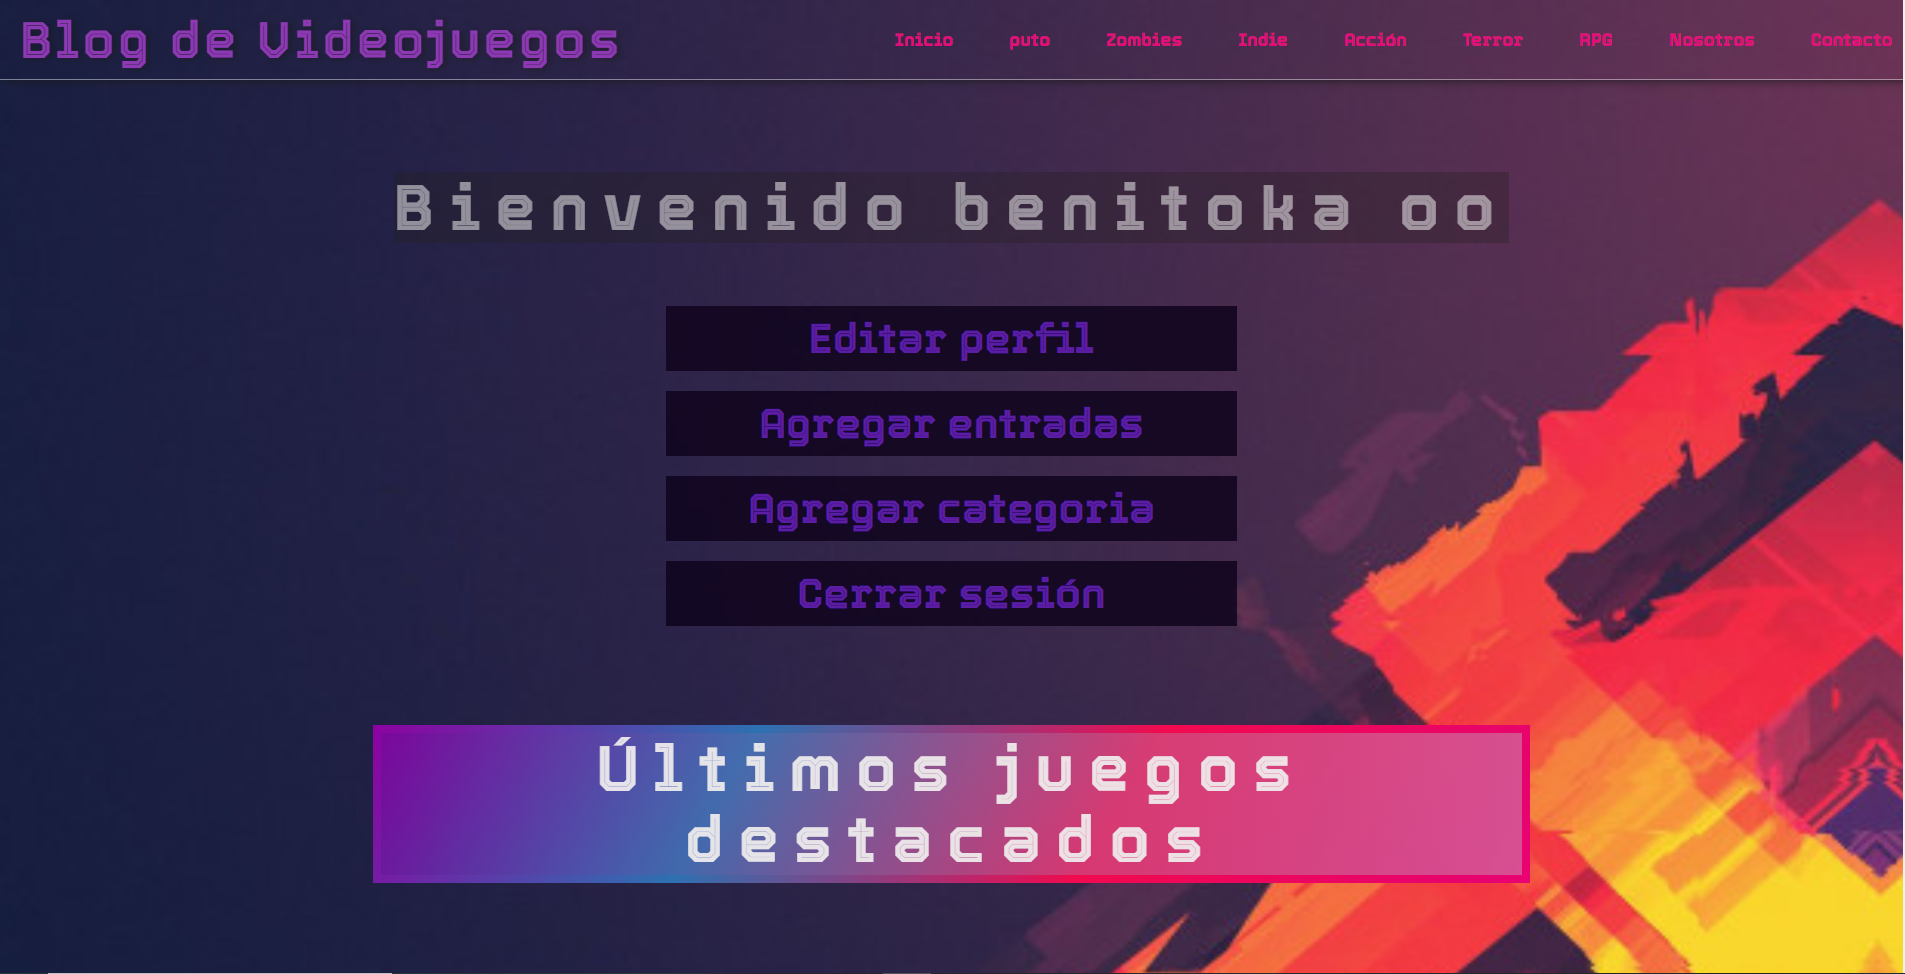 Blog de Videojuegos
Inicio puto Zombies Indie Acción Terror RPG Nosotros Contacto
Bienvenido benitoka oo
Editar perfil
Agregar entradas
Agregar categoria
Cerrar sesión
Últimos juegos
destacados